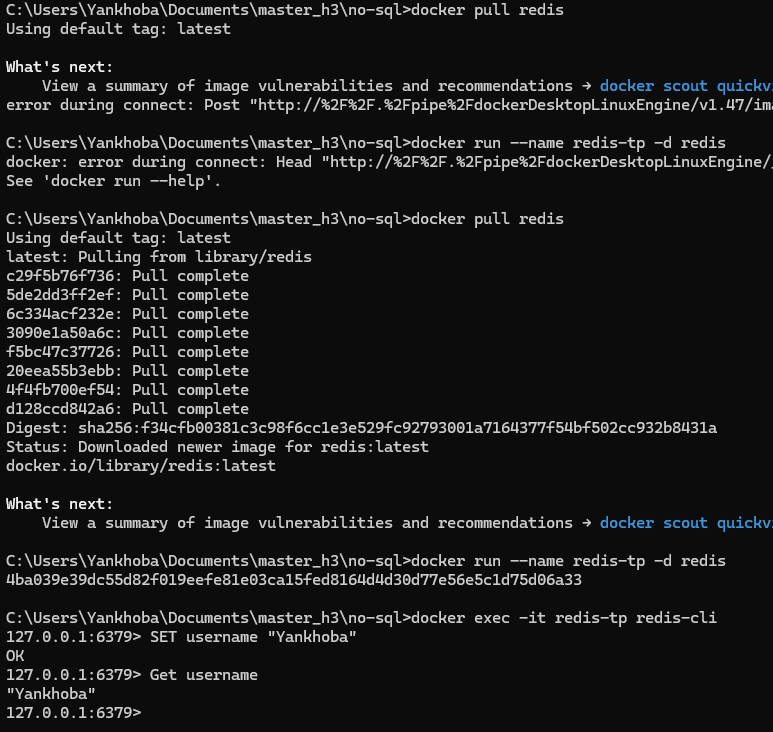 C:\Users\Yankhoba\Documents\master_h3\no-sql>docker pull redis
Using default tag: latest
What's next:
    View a summary of image vulnerabilities and recommendations → docker scout quickvi
error during connect: Post "http://%2F%2F.%2Fpipe%2FdockerDesktopLinuxEngine/v1.47/ima
C:\Users\Yankhoba\Documents\master_h3\no-sql>docker run --name redis-tp -d redis
docker: error during connect: Head "http://%2F%2F.%2Fpipe%2FdockerDesktopLinuxEngine/
See 'docker run --help'.
C:\Users\Yankhoba\Documents\master_h3\no-sql>docker pull redis
Using default tag: latest
latest: Pulling from library/redis
c29f5b76f736: Pull complete
5de2dd3ff2ef: Pull complete
6c334acf232e: Pull complete
3090e1a50a6c: Pull complete
f5bc47c37726: Pull complete
20eea55b3ebb: Pull complete
4f4fb700ef54: Pull complete
d128ccd842a6: Pull complete
Digest: sha256:f34cfb00381c3c98f6cc1e3e529fc92793001a7164377f54bf502cc932b8431a
Status: Downloaded newer image for redis:latest
docker.io/library/redis:latest
What's next:
    View a summary of image vulnerabilities and recommendations → docker scout quickvi
C:\Users\Yankhoba\Documents\master_h3\no-sql>docker run --name redis-tp -d redis
4ba039e39dc55d82f019eefe81e03ca15fed8164d4d30d77e56e5c1d75d06a33
C:\Users\Yankhoba\Documents\master_h3\no-sql>docker exec -it redis-tp redis-cli
127.0.0.1:6379> SET username "Yankhoba"
OK
127.0.0.1:6379> Get username
"Yankhoba"
127.0.0.1:6379>